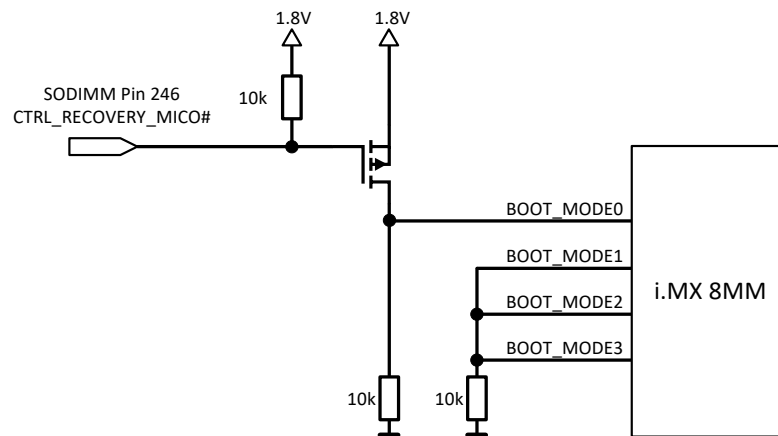 1.8V
1.8V
SODIMM Pin 246
CTRL_RECOVERY_MICO#
10k
BOOT_MODE0
BOOT_MODE1
BOOT_MODE2
BOOT_MODE3
i.MX 8MM
10k
10k